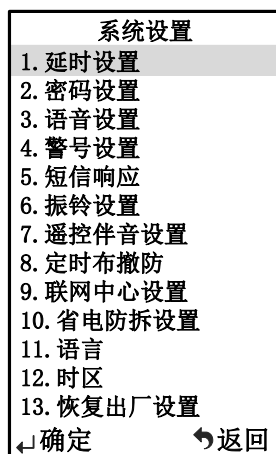 系统设置
1.延时设置
2.密码设置
3.语音设置
4.警号设置
5.短信响应
6.振铃设置
7.遥控伴音设置
8.定时布撤防
9.联网中心设置
10.省电防拆设置
11.语言
12.时区
13.恢复出厂设置
确定 返回